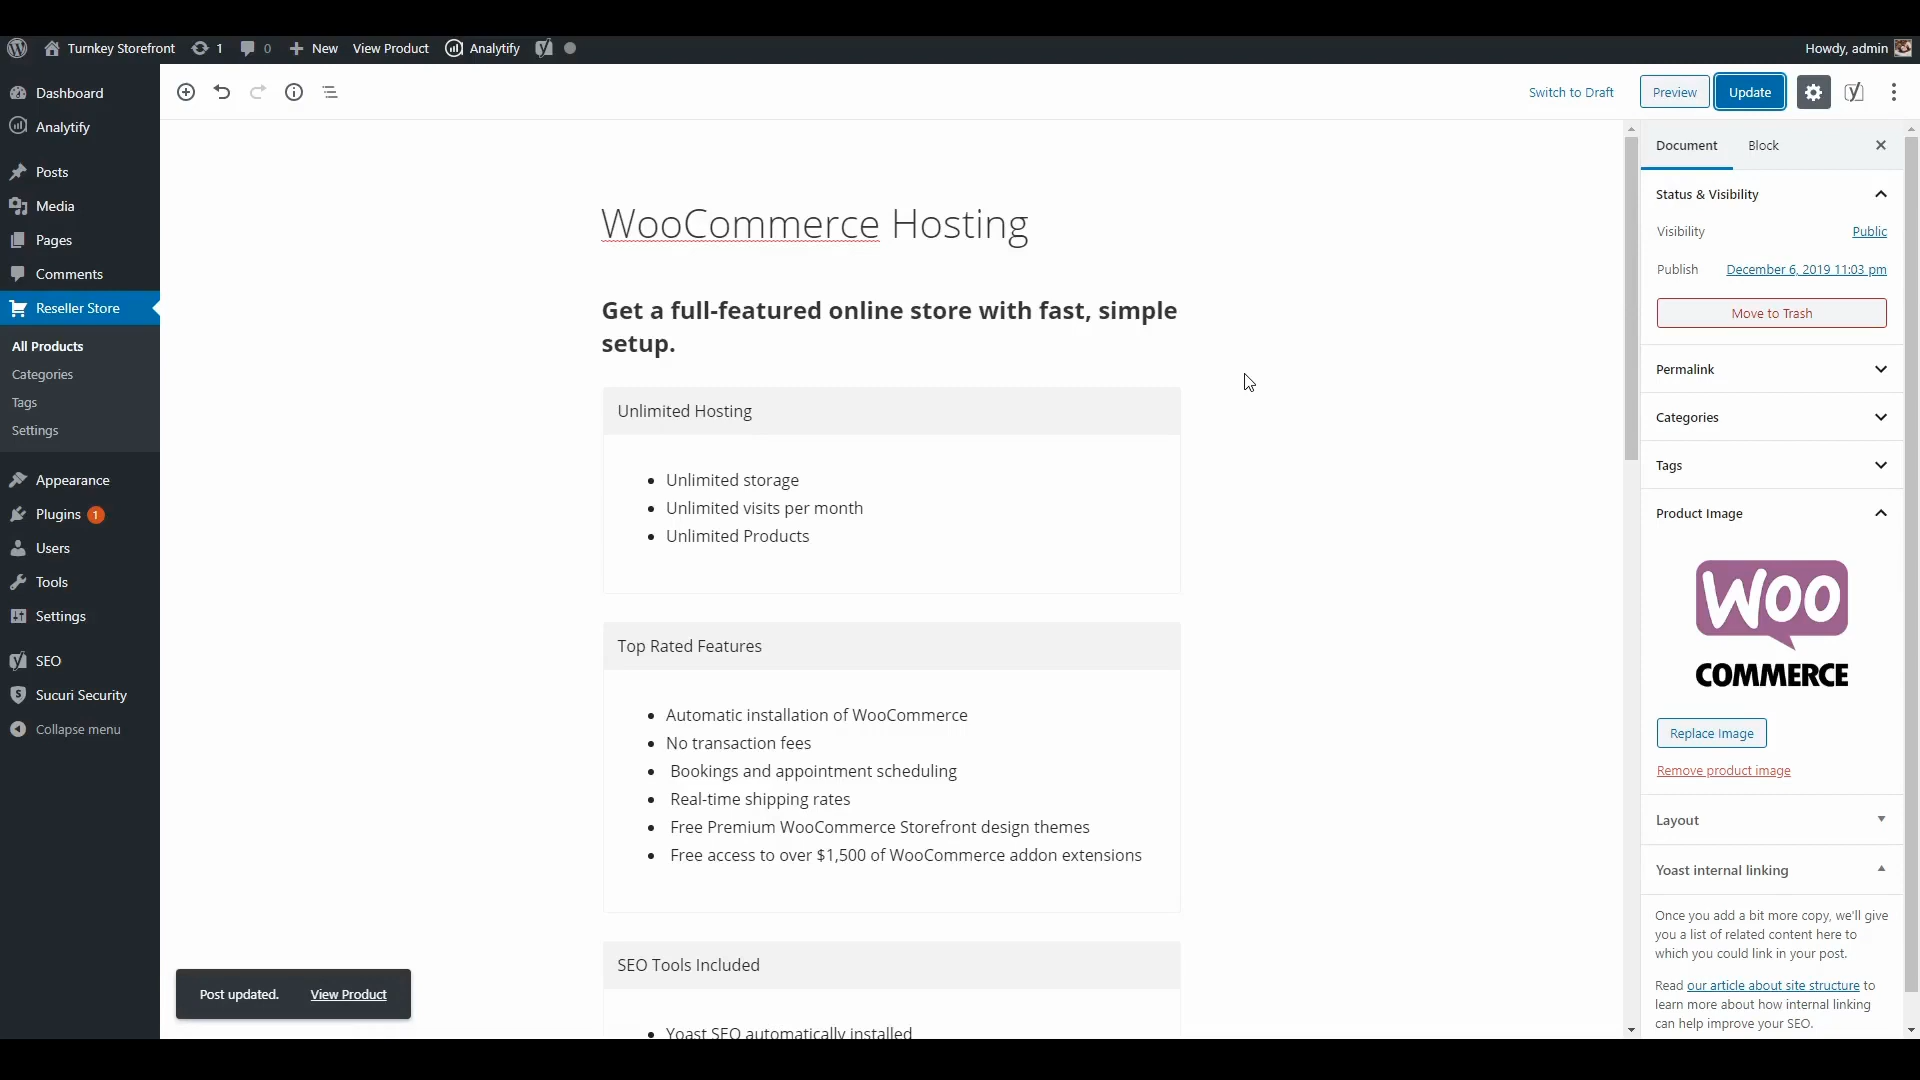 Turnkey Storefront 1 0 New View Product Analytify
Howdy, admin
Dashboard
Analytify
Posts
Media
Pages
Comments
Reseller Store
All Products
Categories
Tags
Settings
Appearance
Plugins 1
Users
Tools
Settings
SEO
Sucuri Security
Collapse menu
Switch to Draft
Preview
Update
WooCommerce Hosting
Get a full-featured online store with fast, simple
setup.
Unlimited Hosting
Unlimited storage
Unlimited visits per month
Unlimited Products
Top Rated Features
Automatic installation of WooCommerce
No transaction fees
Bookings and appointment scheduling
Real-time shipping rates
Free Premium WooCommerce Storefront design themes
Free access to over $1,500 of WooCommerce addon extensions
SEO Tools Included
Yoast SEO automatically installed
Post updated. View Product
Document Block
Status & Visibility
Visibility Public
Publish December 6, 2019 11:03 pm
Move to Trash
Permalink
Categories
Tags
Product Image
WOO
COMMERCE
Replace Image
Remove product image
Layout
Yoast internal linking
Once you add a bit more copy, we'll give
you a list of related content here to
which you could link in your post.
Read our article about site structure to
learn more about how internal linking
can help improve your SEO.